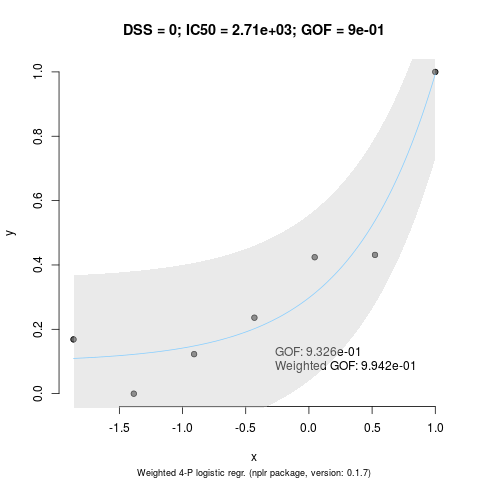 DSS = 0; IC50 = 2.71e+03; GOF = 9e-01
1.0
0.8
0.6
0.4
0.2
0.0
y
GOF: 9.326e-01
Weighted GOF: 9.942e-01
-1.5 -1.0 -0.5 0.0 0.5 1.0
x
Weighted 4-P logistic regr. (nplr package, version: 0.1.7)